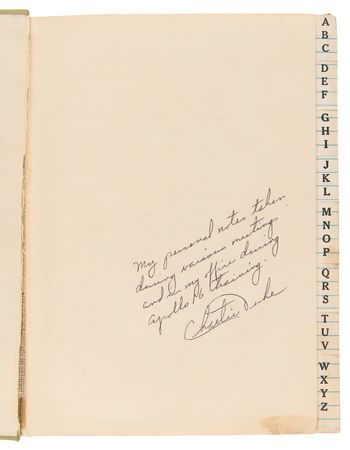 A
B
C
D
E
F
G
H
I
J
K
L
M
N
O
P
Q
R
S
T
U
V
W
X
Y
Z
My personal notes taken
during various meetings
and in my office during
Apollo 16 training.
Charlie Duke